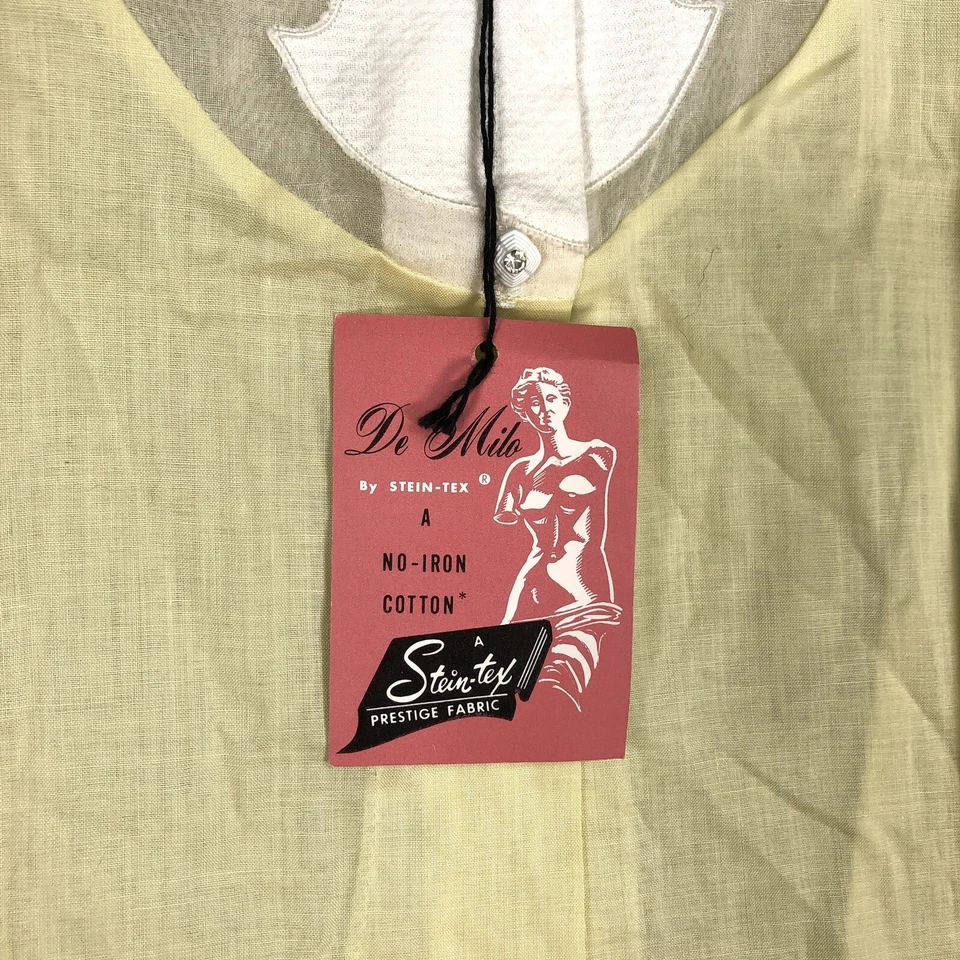 De Milo
By STEIN-TEX ®
A
NO-IRON
COTTON*
A
Stein-tex
PRESTIGE FABRIC